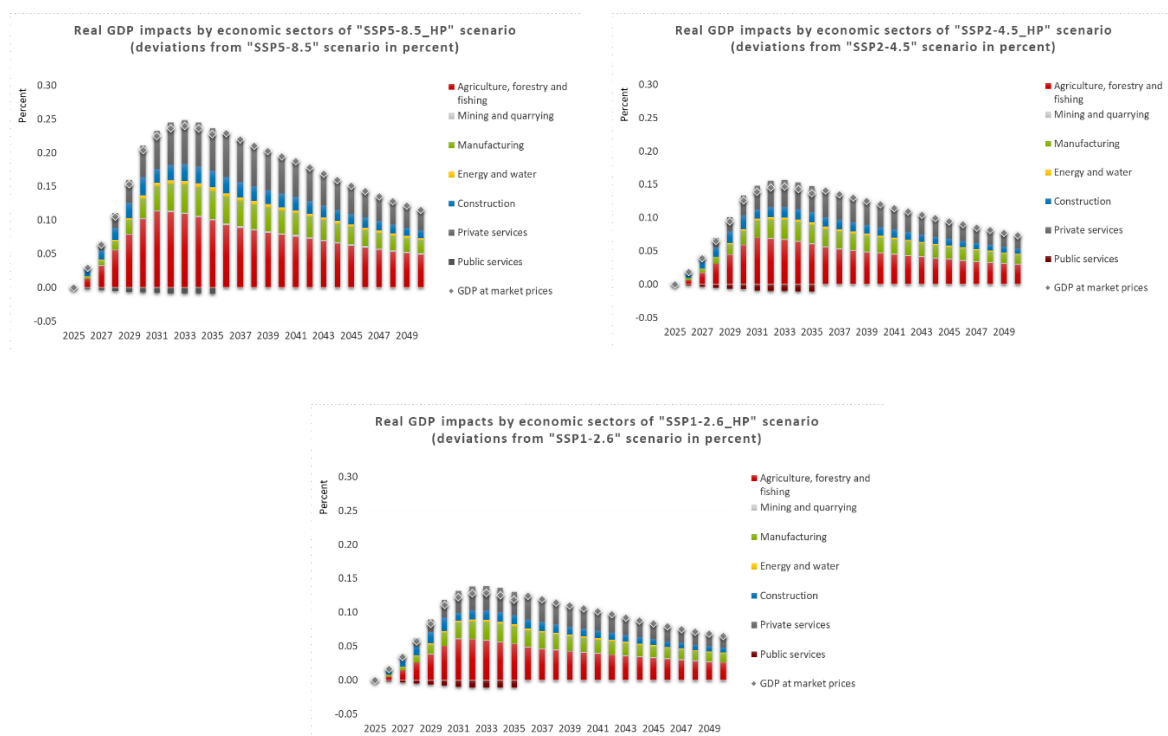 Real GDP impacts by economic sectors of "SSP5-8.5_HP" scenario
(deviations from "SSP5-8.5" scenario in percent)
Percent
0.30
0.25
0.20
0.15
0.10
0.05
0.00
-0.05
2025 2027 2029 2031 2033 2035 2037 2039 2041 2043 2045 2047 2049
Agriculture, forestry and
fishing
Mining and quarrying
Manufacturing
Energy and water
Construction
Private services
Public services
GDP at market prices
Real GDP impacts by economic sectors of "SSP2-4.5_HP" scenario
(deviations from "SSP2-4.5" scenario in percent)
Percent
0.30
0.25
0.20
0.15
0.10
0.05
0.00
-0.05
2025 2027 2029 2031 2033 2035 2037 2039 2041 2043 2045 2047 2049
Agriculture, forestry and
fishing
Mining and quarrying
Manufacturing
Energy and water
Construction
Private services
Public services
GDP at market prices
Real GDP impacts by economic sectors of "SSP1-2.6_HP" scenario
(deviations from "SSP1-2.6" scenario in percent)
Percent
0.30
0.25
0.20
0.15
0.10
0.05
0.00
-0.05
2025 2027 2029 2031 2033 2035 2037 2039 2041 2043 2045 2047 2049
Agriculture, forestry and
fishing
Mining and quarrying
Manufacturing
Energy and water
Construction
Private services
Public services
GDP at market prices